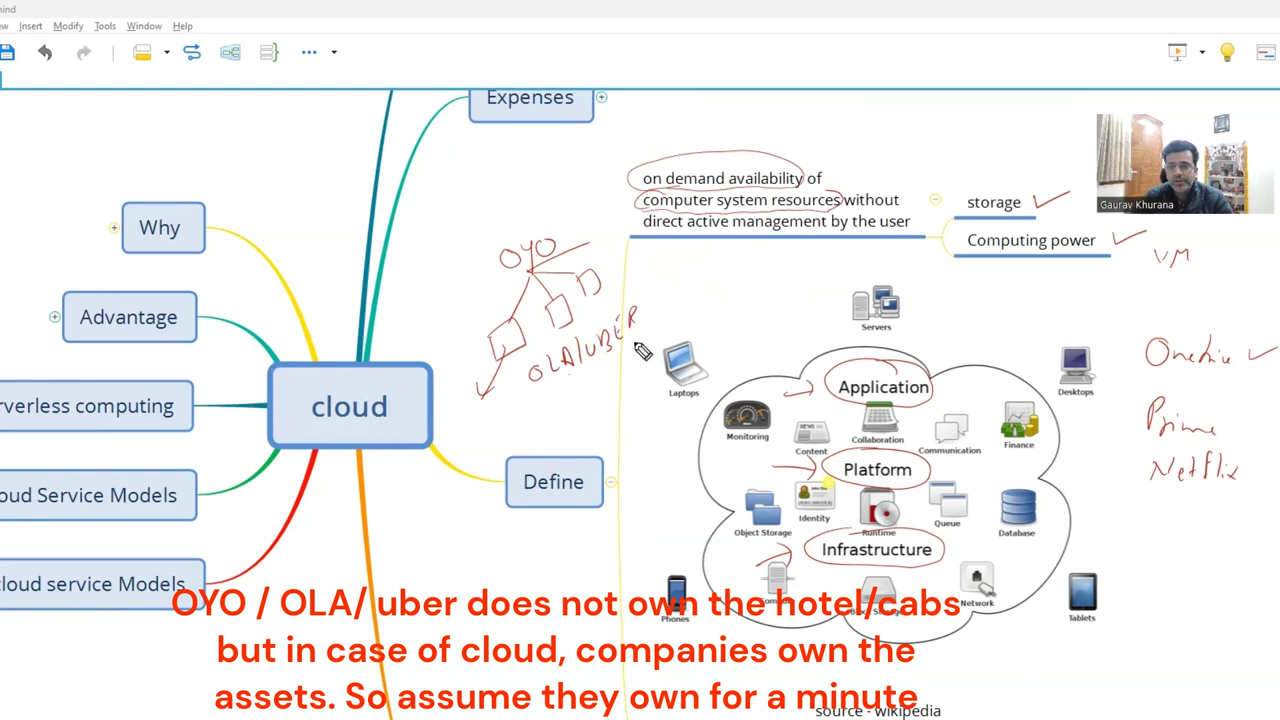 mind
ew Insert Modify Tools Window Help
Expenses
Why
Advantage
rverless computing
oud Service Models
cloud service Models
cloud
Define
on demand availability of
computer system resources without
direct active management by the user
storage
Computing power
VM
Gaurav Khurana
OYO
OLA/UBER
Onedrive
Prime
Netflix
Servers
Laptops
Desktops
Application
Monitoring
Content
Collaboration
Communication
Finance
Platform
Identity
Object Storage
Runtime
Queue
Database
Infrastructure
Network
Phones
Tablets
OYO / OLA/ uber does not own the hotel/cabs
but in case of cloud, companies own the
assets. So assume they own for a minute
source - wikipedia